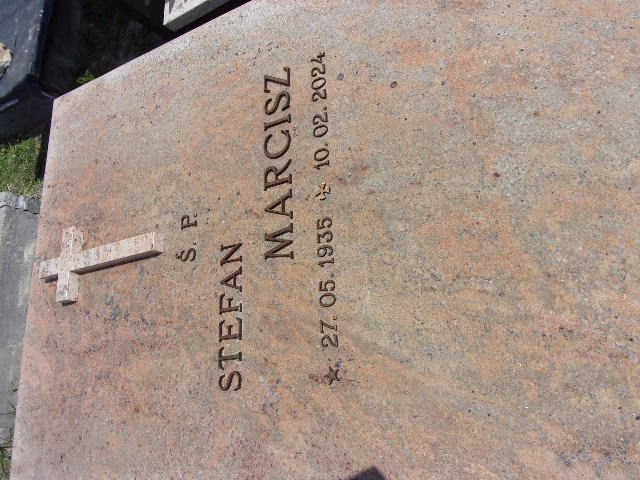 Ś. P.
STEFAN
MARCISZ
27. 05. 1935 10. 02. 2024